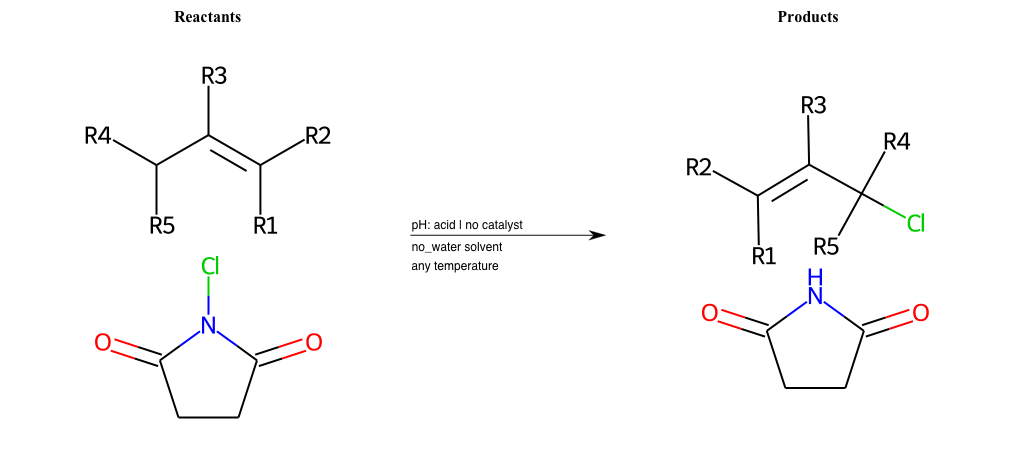 Reactants
Products
R3
R4
R2
R5
R1
Cl
N
O
O
pH: acid | no catalyst
no_water solvent
any temperature
R3
R4
R2
Cl
R5
R1
H
N
O
O